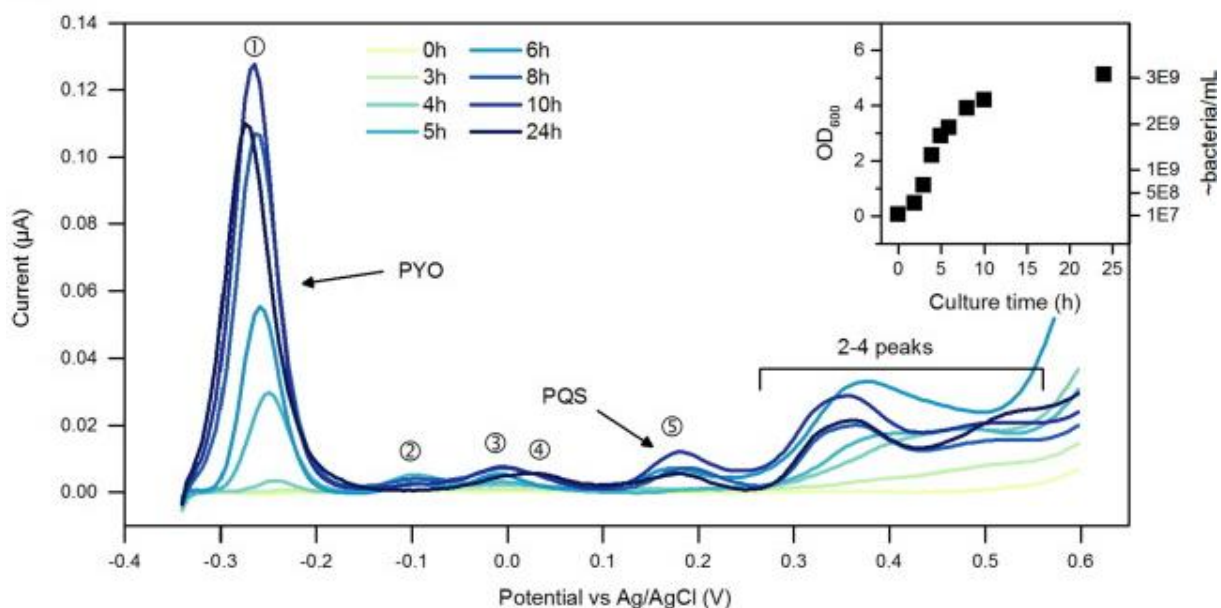 0.14
0.12
0.10
0.08
0.06
0.04
0.02
0.00
Current (μA)
-0.4
-0.3
-0.2
-0.1
0.0
0.1
0.2
0.3
0.4
0.5
0.6
Potential vs Ag/AgCl (V)
①
PYO
②
③
④
PQS
⑤
2-4 peaks
0h
3h
4h
5h
6h
8h
10h
24h
6
4
2
0
OD600
3E9
2E9
1E9
5E8
1E7
~bacteria/mL
0
5
10
15
20
25
Culture time (h)